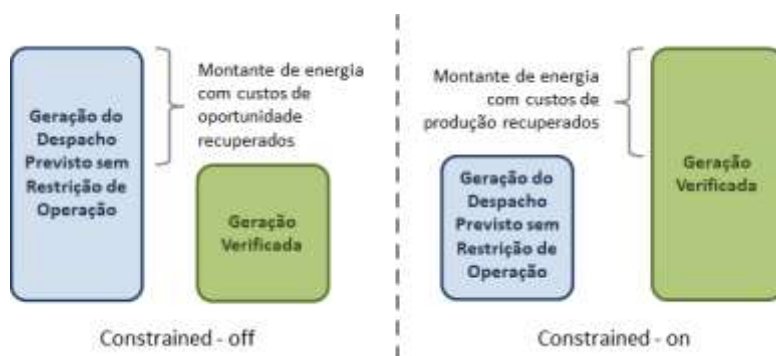 Geração do
Despacho
Previsto sem
Restrição de
Operação
Montante de energia
com custos de
oportunidade
recuperados
Geração
Verificada
Constrained - off
Montante de energia
com custos de
produção recuperados
Geração do
Despacho
Previsto sem
Restrição de
Operação
Geração
Verificada
Constrained - on